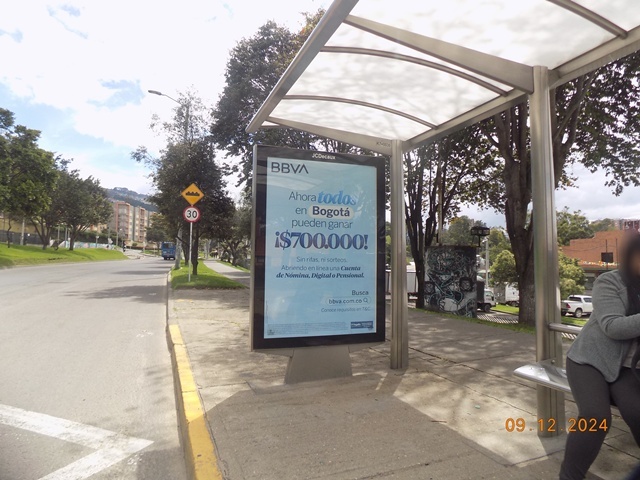 JCDecaux
BBVA
Ahora todos
en Bogotá
pueden ganar
¡$700.000!
Sin rifas, ni sorteos.
Abriendo en línea una Cuenta
de Nómina, Digital o Pensional.
Busca
bbva.com.co
30
09.12.2024